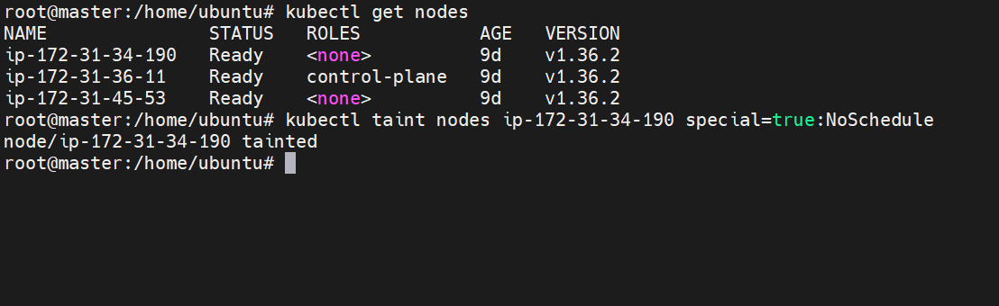 root@master:/home/ubuntu# kubectl get nodes
NAME               STATUS   ROLES           AGE   VERSION
ip-172-31-34-190   Ready    <none>          9d    v1.36.2
ip-172-31-36-11    Ready    control-plane   9d    v1.36.2
ip-172-31-45-53    Ready    <none>          9d    v1.36.2
root@master:/home/ubuntu# kubectl taint nodes ip-172-31-34-190 special=true:NoSchedule
node/ip-172-31-34-190 tainted
root@master:/home/ubuntu#